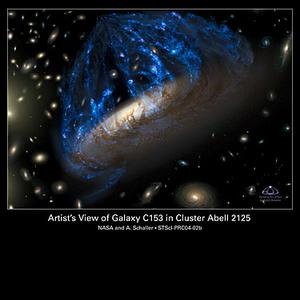 Artist's View of Galaxy C153 in Cluster Abell 2125
NASA and A. Schaller • STScI-PRC04-02b